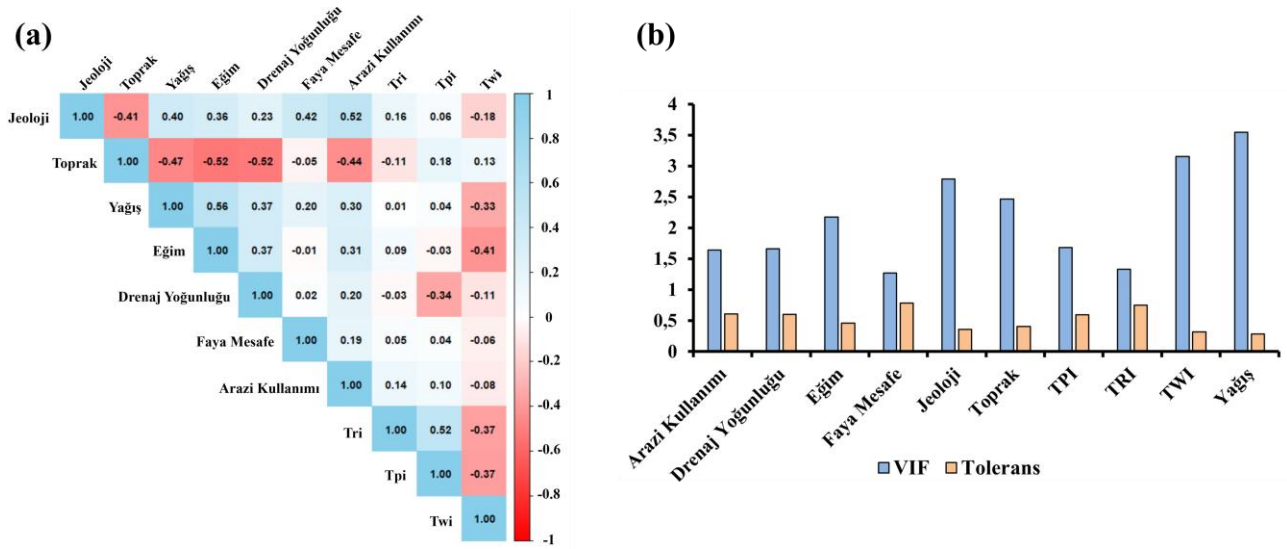 (a)
Jeoloji Toprak Yağış Eğim Drenaj Yoğunluğu Faya Mesafe Arazi Kullanımı Tri Tpi Twi
Jeoloji 1.00 -0.41 0.40 0.36 0.23 0.42 0.52 0.16 0.06 -0.18
Toprak 1.00 -0.47 -0.52 -0.52 -0.05 -0.44 -0.11 0.18 0.13
Yağış 1.00 0.56 0.37 0.20 0.30 0.01 0.04 -0.33
Eğim 1.00 0.37 -0.01 0.31 0.09 -0.03 -0.41
Drenaj Yoğunluğu 1.00 0.02 0.20 -0.03 -0.34 -0.11
Faya Mesafe 1.00 0.19 0.05 0.04 -0.06
Arazi Kullanımı 1.00 0.14 0.10 -0.08
Tri 1.00 0.52 -0.37
Tpi 1.00 -0.37
Twi 1.00
1
0.8
0.6
0.4
0.2
0
-0.2
-0.4
-0.6
-0.8
-1
(b)
4
3,5
3
2,5
2
1,5
1
0,5
0
Arazi Kullanımı Drenaj Yoğunluğu Eğim Faya Mesafe Jeoloji Toprak TPI TRI TWI Yağış
VIF Tolerans